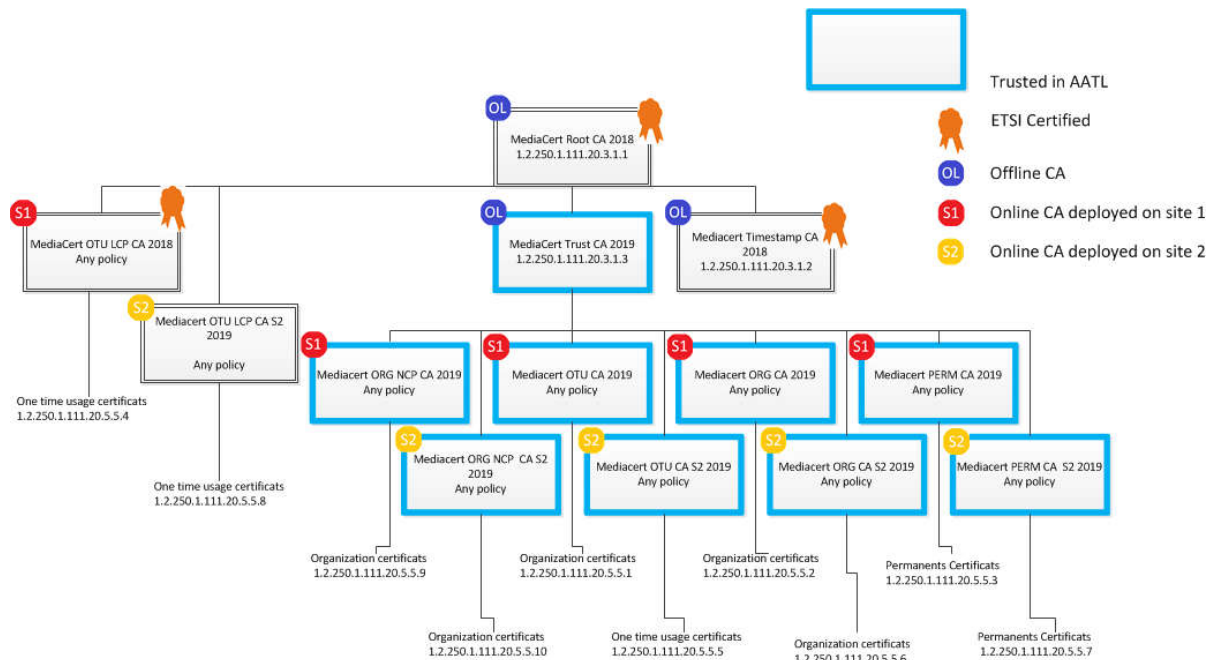 Trusted in AATL
ETSI Certified
OL
Offline CA
S1
Online CA deployed on site 1
S2
Online CA deployed on site 2
OL
MediaCert Root CA 2018
1.2.250.1.111.20.3.1.1
S1
MediaCert OTU LCP CA 2018
Any policy
OL
MediaCert Trust CA 2019
1.2.250.1.111.20.3.1.3
OL
Mediacert Timestamp CA
2018
1.2.250.1.111.20.3.1.2
S2
Mediacert OTU LCP CA S2
2019
Any policy
S1
Mediacert ORG NCP CA 2019
Any policy
S1
Mediacert OTU CA 2019
Any policy
S1
Mediacert ORG CA 2019
Any policy
S1
Mediacert PERM CA 2019
Any policy
One time usage certificats
1.2.250.1.111.20.5.5.4
S2
Mediacert ORG NCP CA S2
2019
Any policy
S2
Mediacert OTU CA S2 2019
Any policy
S2
Mediacert ORG CA S2 2019
Any policy
S2
Mediacert PERM CA S2 2019
Any policy
One time usage certificats
1.2.250.1.111.20.5.5.8
Organization certificats
1.2.250.1.111.20.5.5.9
Organization certificats
1.2.250.1.111.20.5.5.1
Organization certificats
1.2.250.1.111.20.5.5.2
Permanents Certificates
1.2.250.1.111.20.5.5.3
Organization certificats
1.2.250.1.111.20.5.5.10
One time usage certificats
1.2.250.1.111.20.5.5.5
Organization certificats
1.2.250.1.111.20.5.5.6
Permanents Certificates
1.2.250.1.111.20.5.5.7